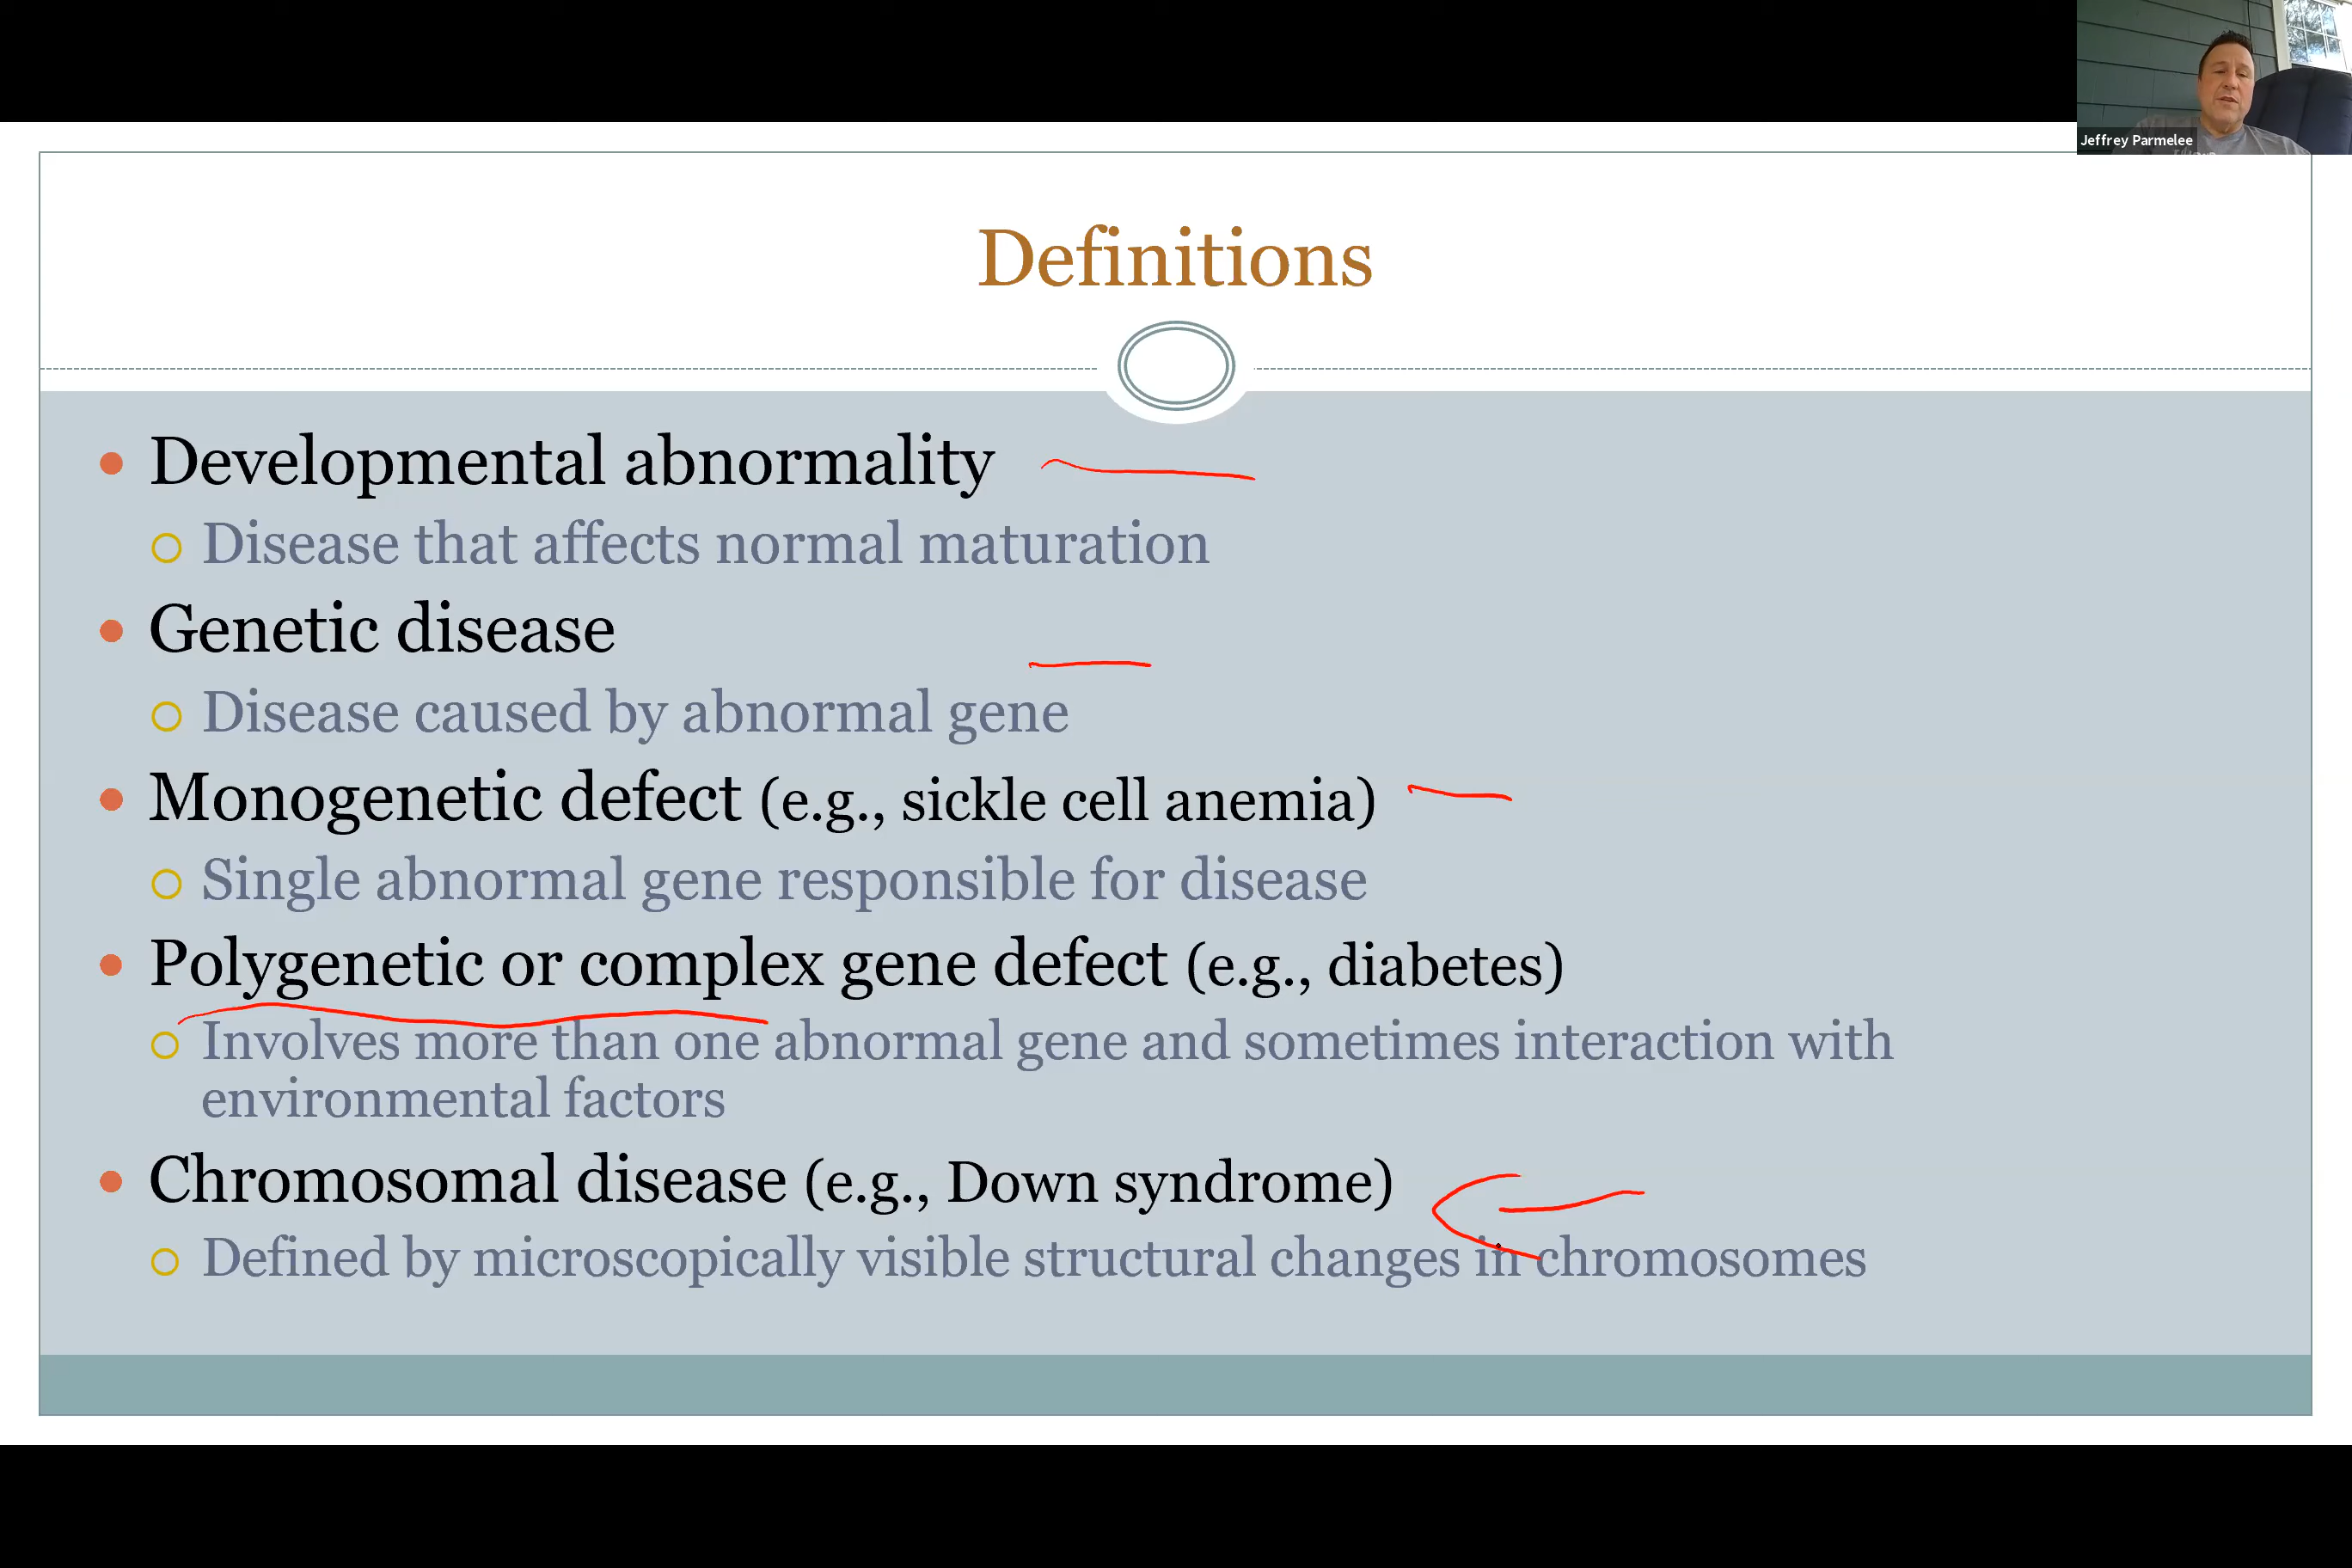 Jeffrey Parmelee
Definitions
Developmental abnormality
Disease that affects normal maturation
Genetic disease
Disease caused by abnormal gene
Monogenetic defect (e.g., sickle cell anemia)
Single abnormal gene responsible for disease
Polygenetic or complex gene defect (e.g., diabetes)
Involves more than one abnormal gene and sometimes interaction with
environmental factors
Chromosomal disease (e.g., Down syndrome)
Defined by microscopically visible structural changes in chromosomes